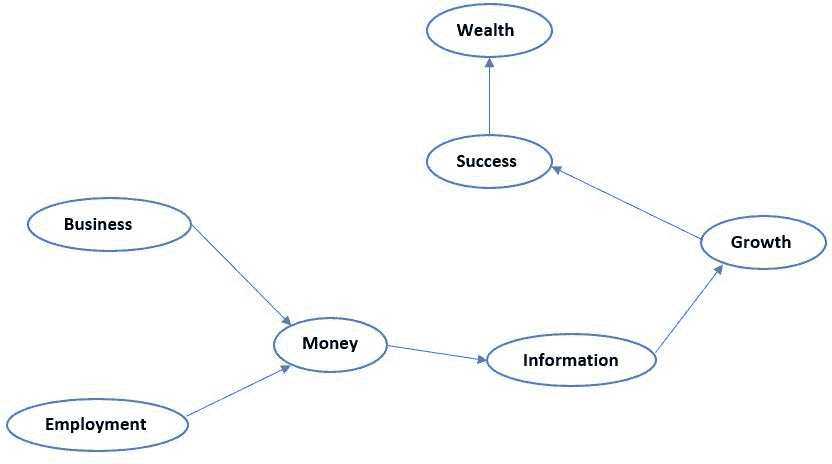 Wealth
Success
Business
Growth
Money
Information
Employment